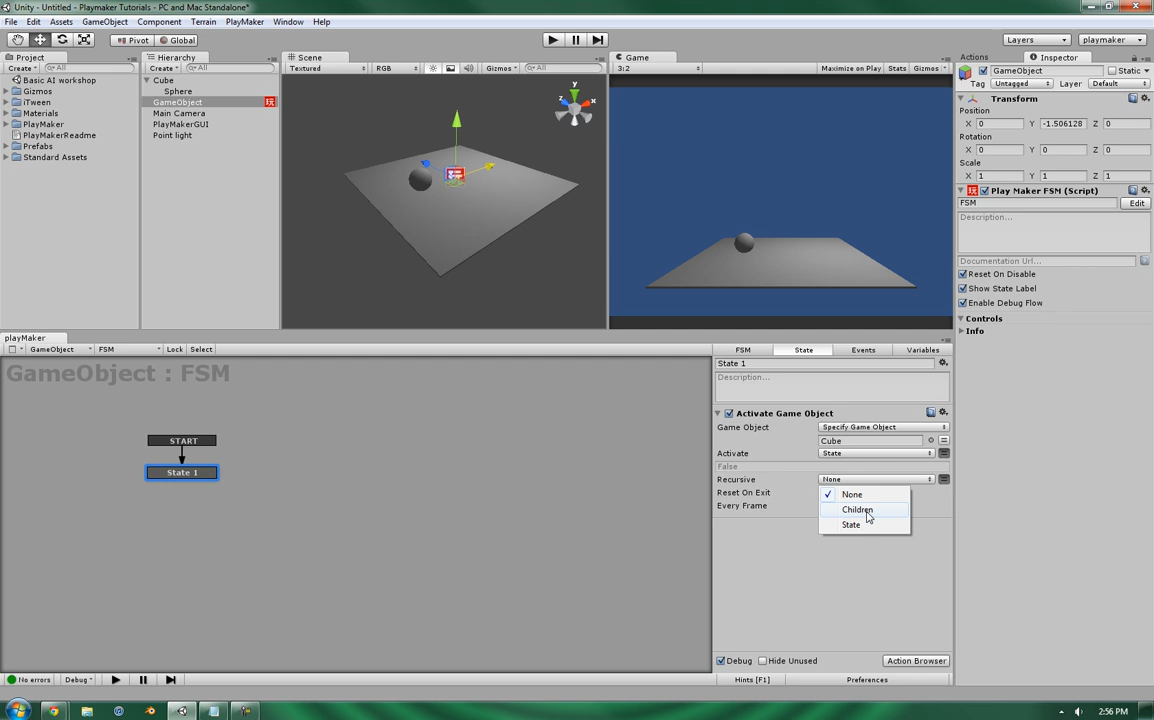 Unity - Untitled - Playmaker Tutorials - PC and Mac Standalone*
File Edit Assets GameObject Component Terrain PlayMaker Window Help
Pivot Global Layers playmaker
Project Hierarchy Scene Game Actions Inspector
Create All Create All Textured RGB Gizmos All 3:2 Maximize on Play Stats Gizmos
GameObject Static
Tag Untagged Layer Default
Basic AI workshop
Gizmos
iTween
Materials
PlayMaker
PlayMakerReadme
Prefabs
Standard Assets
Cube
Sphere
GameObject
Main Camera
PlayMakerGUI
Point light
y
x
z
Transform
Position
X 0 Y -1.506128 Z 0
Rotation
X 0 Y 0 Z 0
Scale
X 1 Y 1 Z 1
Play Maker FSM (Script)
FSM Edit
Description...
Documentation Url...
Reset On Disable
Show State Label
Enable Debug Flow
Controls
Info
playMaker
GameObject FSM Lock Select
GameObject : FSM
START
State 1
FSM State Events Variables
State 1
Description...
Activate Game Object
Game Object Specify Game Object
Cube
Activate State
False
Recursive None
Reset On Exit
Every Frame
None
Children
State
Debug Hide Unused Action Browser
No errors Debug Hints [F1] Preferences
2:56 PM